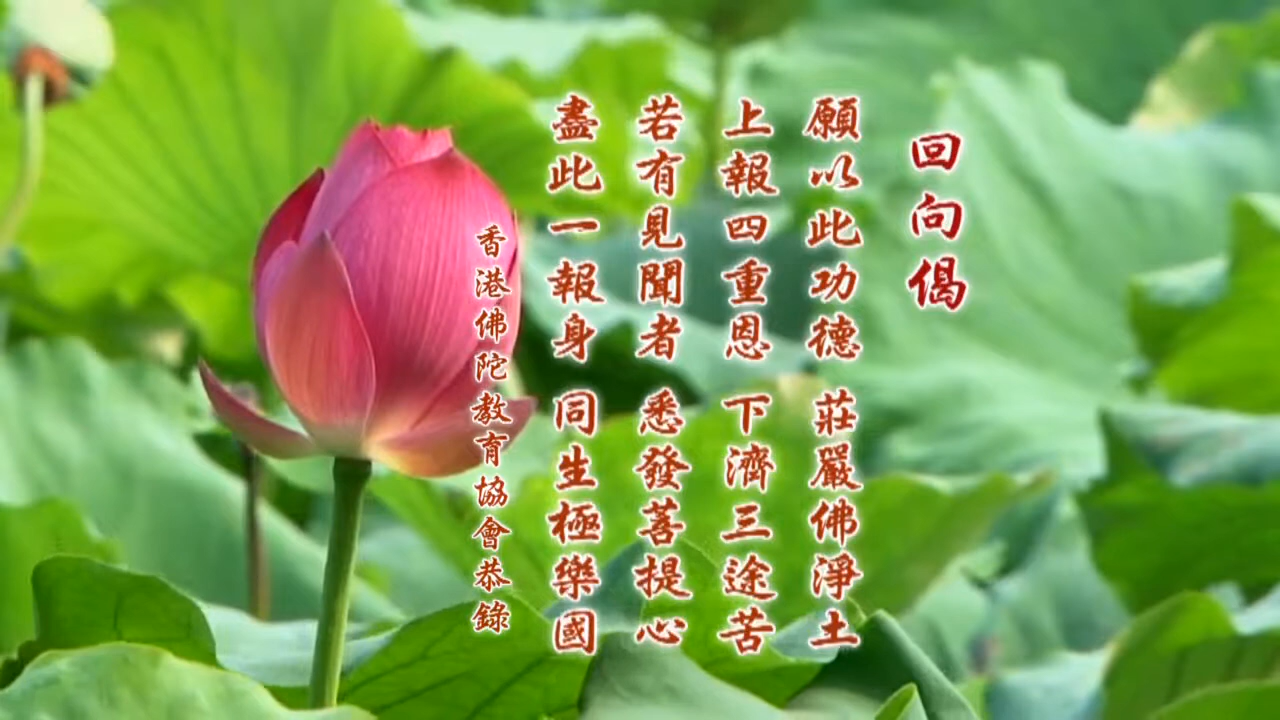 回向偈
願以此功德 莊嚴佛淨土
上報四重恩 下濟三途苦
若有見聞者 悉發菩提心
盡此一報身 同生極樂國
香港佛陀教育協會恭錄